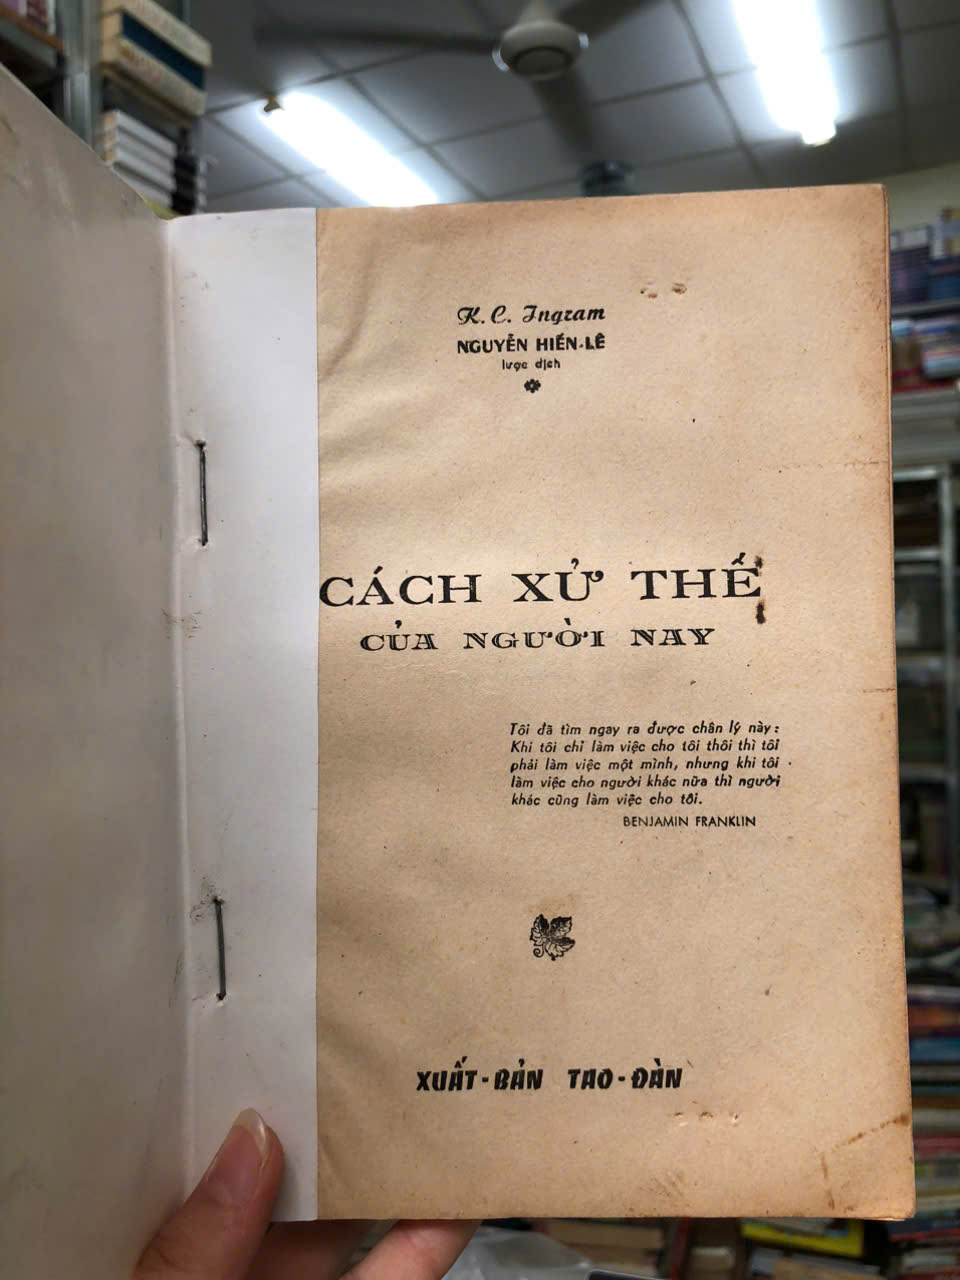 K. C. Ingram
NGUYỄN HIẾN-LÊ
lược dịch
CÁCH XỬ THẾ
CỦA NGƯỜI NAY
Tôi đã tìm ngay ra được chân lý này:
Khi tôi chỉ làm việc cho tôi thôi thì tôi
phải làm việc một mình, nhưng khi tôi
làm việc cho người khác nữa thì người
khác cũng làm việc cho tôi.
BENJAMIN FRANKLIN
XUẤT-BẢN TAO-ĐÀN